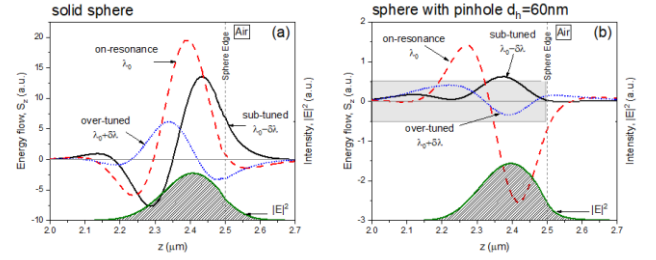 solid sphere
sphere with pinhole d_h=60nm
Energy flow, S_z (a.u.)
20
15
10
5
0
-5
-10
2.0
2.1
2.2
2.3
2.4
2.5
2.6
2.7
z (μm)
Intensity, |E|² (a.u.)
Air
(a)
Sphere Edge
on-resonance
λ₀
over-tuned
λ₀+δλ
sub-tuned
λ₀−δλ
|E|²
Energy flow, S_z (a.u.)
2
1
0
-1
-2
-3
2.0
2.1
2.2
2.3
2.4
2.5
2.6
2.7
z (μm)
Intensity, |E|² (a.u.)
Air
(b)
Sphere Edge
on-resonance
λ₀
sub-tuned
λ₀−δλ
over-tuned
λ₀+δλ
|E|²